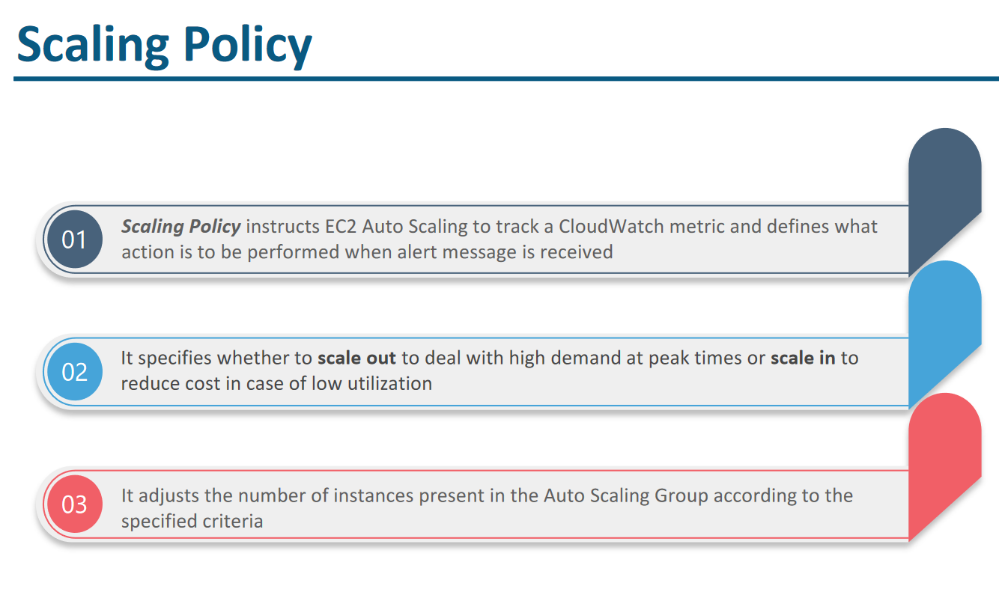 Scaling Policy
01
Scaling Policy instructs EC2 Auto Scaling to track a CloudWatch metric and defines what
action is to be performed when alert message is received
02
It specifies whether to scale out to deal with high demand at peak times or scale in to
reduce cost in case of low utilization
03
It adjusts the number of instances present in the Auto Scaling Group according to the
specified criteria